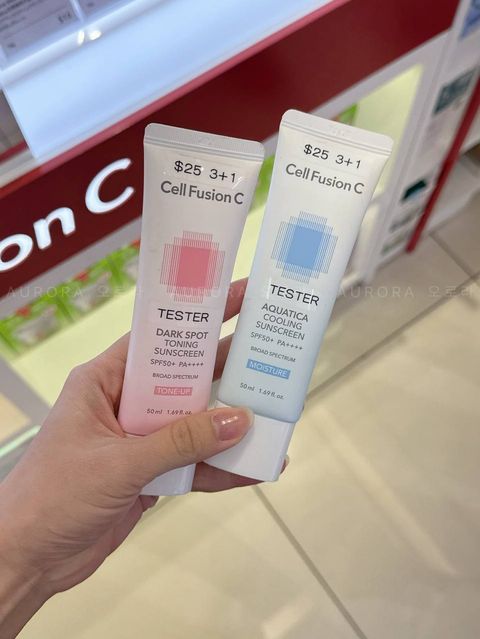 on C
$25 3+1
Cell Fusion C
TESTER
DARK SPOT
TONING
SUNSCREEN
SPF50+ PA++++
BROAD SPECTRUM
TONE-UP
50 ml 1.69 fl.oz.
$25 3+1
Cell Fusion C
TESTER
AQUATICA
COOLING
SUNSCREEN
SPF50+ PA++++
BROAD SPECTRUM
MOISTURE
50 ml 1.69 fl.oz.
AURORA 오로라
AURORA 오로라